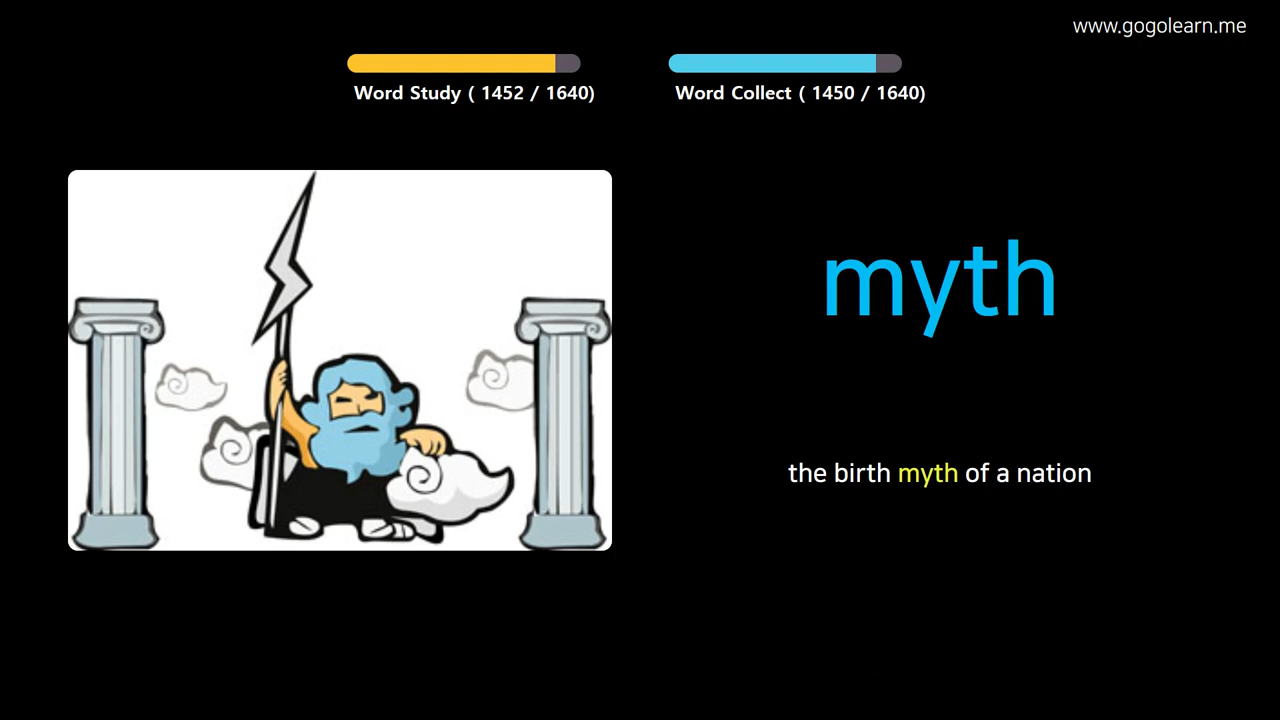 www.gogolearn.me
Word Study ( 1452 / 1640)
Word Collect ( 1450 / 1640)
myth
the birth myth of a nation